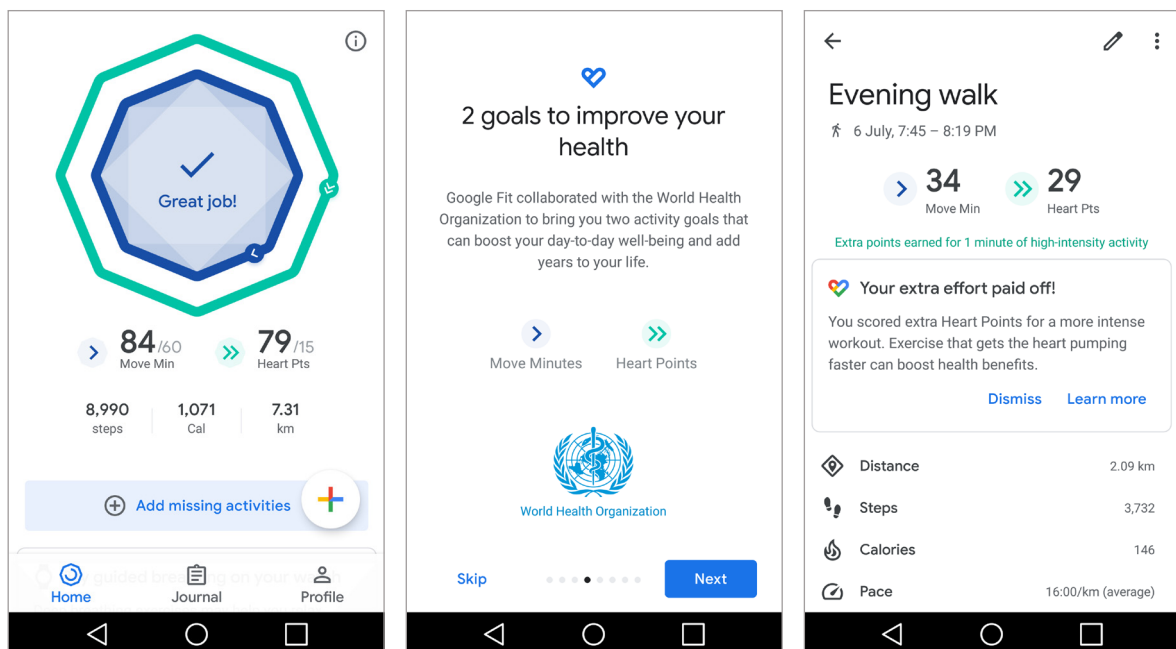 Great job!
84/60
Move Min
79/15
Heart Pts
8,990
steps
1,071
Cal
7.31
km
Add missing activities
guided breathing on your watch
Home
Journal
Profile
2 goals to improve your
health
Google Fit collaborated with the World Health
Organization to bring you two activity goals that
can boost your day-to-day well-being and add
years to your life.
Move Minutes
Heart Points
World Health Organization
Skip
Next
Evening walk
6 July, 7:45 – 8:19 PM
34
Move Min
29
Heart Pts
Extra points earned for 1 minute of high-intensity activity
Your extra effort paid off!
You scored extra Heart Points for a more intense
workout. Exercise that gets the heart pumping
faster can boost health benefits.
Dismiss
Learn more
Distance
2.09 km
Steps
3,732
Calories
146
Pace
16:00/km (average)